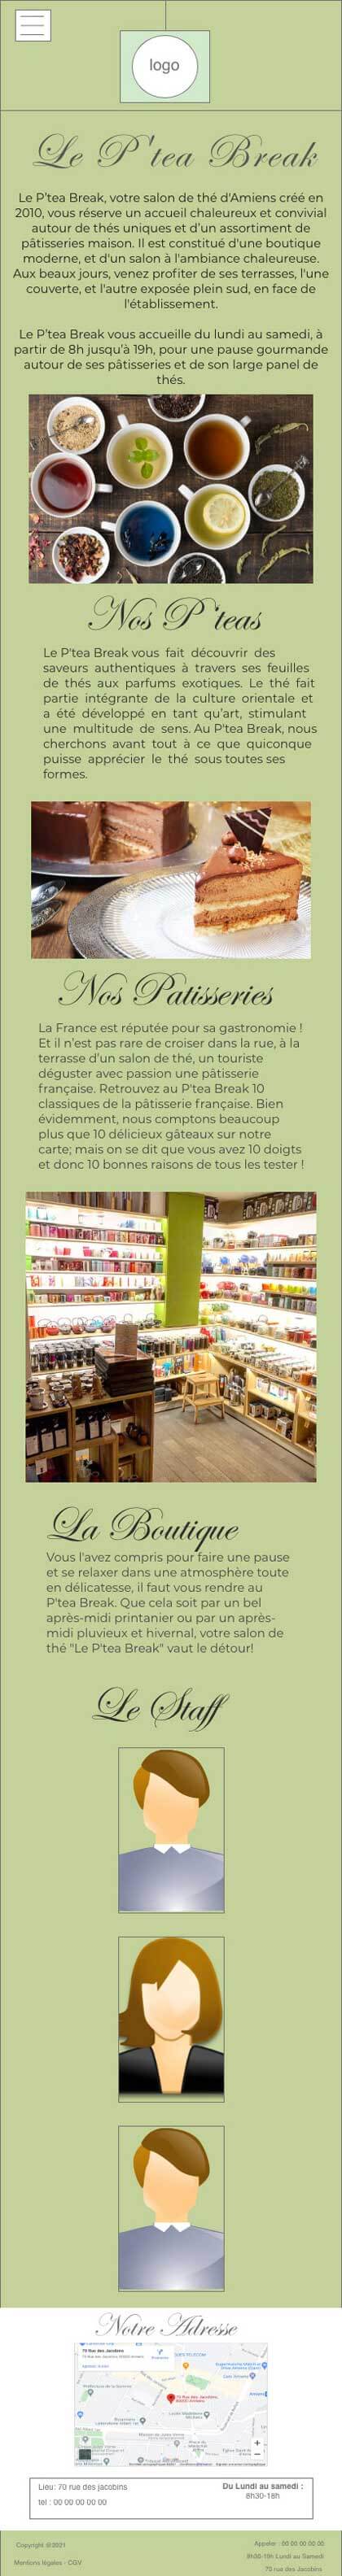 logo
Le P'tea Break
Le P'tea Break, votre salon de thé d'Amiens créé en
2010, vous réserve un accueil chaleureux et convivial
autour de thés uniques et d'un assortiment de
pâtisseries maison. Il est constitué d'une boutique
moderne, et d'un salon à l'ambiance chaleureuse.
Aux beaux jours, venez profiter de ses terrasses, l'une
couverte, et l'autre exposée plein sud, en face de
l'établissement.
Le P'tea Break vous accueille du lundi au samedi, à
partir de 8h jusqu'à 19h, pour une pause gourmande
autour de ses pâtisseries et de son large panel de
thés.
Nos P'teas
Le P'tea Break vous fait découvrir des
saveurs authentiques à travers ses feuilles
de thés aux parfums exotiques. Le thé fait
partie intégrante de la culture orientale et
a été développé en tant qu'art, stimulant
une multitude de sens. Au P'tea Break, nous
cherchons avant tout à ce que quiconque
puisse apprécier le thé sous toutes ses
formes.
Nos Patisseries
La France est réputée pour sa gastronomie !
Et il n'est pas rare de croiser dans la rue, à la
terrasse d'un salon de thé, un touriste
déguster avec passion une pâtisserie
française. Retrouvez au P'tea Break 10
classiques de la pâtisserie française. Bien
évidemment, nous comptons beaucoup
plus que 10 délicieux gâteaux sur notre
carte; mais on se dit que vous avez 10 doigts
et donc 10 bonnes raisons de tous les tester !
La Boutique
Vous l'avez compris pour faire une pause
et se relaxer dans une atmosphère toute
en délicatesse, il faut vous rendre au
P'tea Break. Que cela soit par un bel
après-midi printanier ou par un après-
midi pluvieux et hivernal, votre salon de
thé "Le P'tea Break" vaut le détour!
Le Staff
Notre Adresse
70 Rue des Jacobins
Lieu: 70 rue des jacobins
Du Lundi au samedi :
8h30-18h
tel : 00 00 00 00 00
Copyright @2021
Appeler : 00 00 00 00 00
8h30-18h Lundi au Samedi
Mentions légales - CGV
70 rue des Jacobins